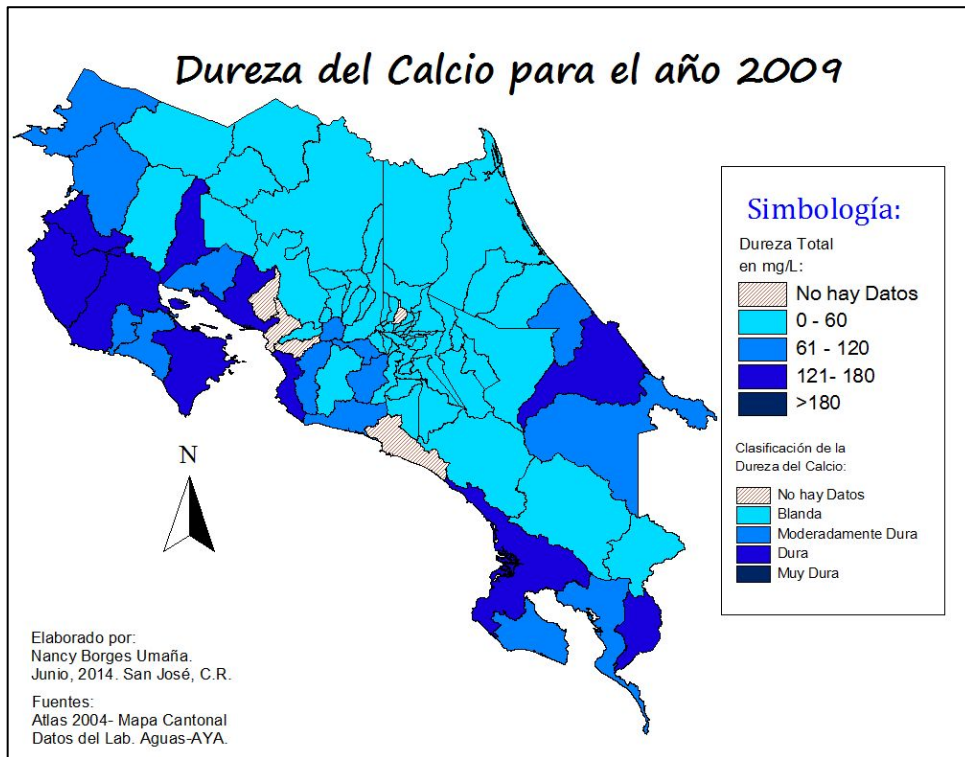 Dureza del Calcio para el año 2009
Simbología:
Dureza Total
en mg/L:
No hay Datos
0 - 60
61 - 120
121- 180
>180
Clasificación de la
Dureza del Calcio:
No hay Datos
Blanda
Moderadamente Dura
Dura
Muy Dura
N
Elaborado por:
Nancy Borges Umaña.
Junio, 2014. San José, C.R.
Fuentes:
Atlas 2004- Mapa Cantonal
Datos del Lab. Aguas-AYA.